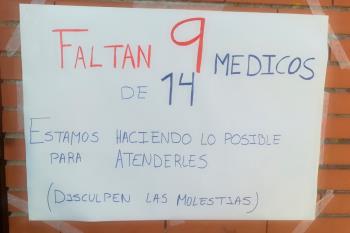 FALTAN 9 MEDICOS
DE 14
ESTAMOS HACIENDO LO POSIBLE
PARA ATENDERLES
(DISCULPEN LAS MOLESTIAS)